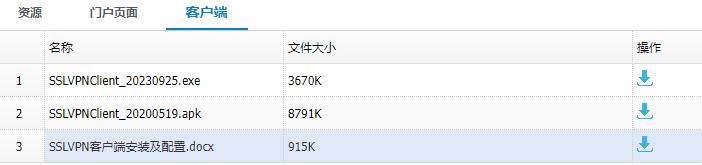 资源 门户页面 客户端
名称 文件大小 操作
1 SSLVPNClient_20230925.exe 3670K
2 SSLVPNClient_20200519.apk 8791K
3 SSLVPN客户端安装及配置.docx 915K